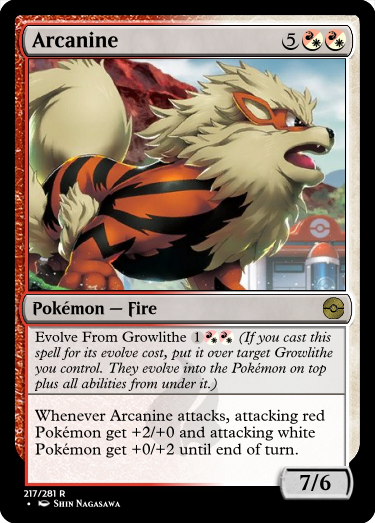 Arcanine 5
Pokémon — Fire
Evolve From Growlithe 1 (If you cast
this spell for its evolve cost, put it over target Growlithe
you control. They evolve into the Pokémon on top
plus all abilities from under it.)
Whenever Arcanine attacks, attacking red
Pokémon get +2/+0 and attacking white
Pokémon get +0/+2 until end of turn.
7/6
217/281 R
• Shin Nagasawa